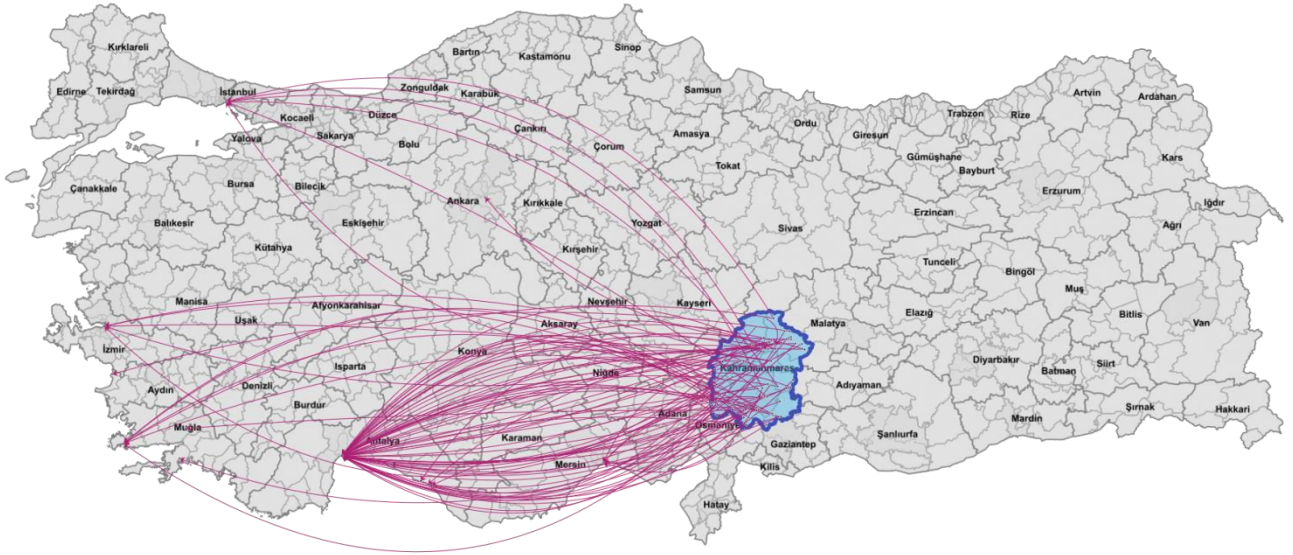 Kırklareli
Edirne
Tekirdağ
İstanbul
Kocaeli
Yalova
Sakarya
Düzce
Zonguldak
Bartın
Karabük
Kastamonu
Sinop
Samsun
Çankırı
Çorum
Amasya
Tokat
Ordu
Giresun
Trabzon
Rize
Artvin
Ardahan
Gümüşhane
Bayburt
Kars
Iğdır
Erzurum
Ağrı
Erzincan
Çanakkale
Bursa
Bilecik
Bolu
Balıkesir
Eskişehir
Ankara
Kırıkkale
Kütahya
Kırşehir
Yozgat
Sivas
Tunceli
Bingöl
Muş
Bitlis
Van
Manisa
Uşak
Afyonkarahisar
Nevşehir
Kayseri
Aksaray
Malatya
Elazığ
İzmir
Konya
Isparta
Niğde
Kahramanmaraş
Adıyaman
Diyarbakır
Batman
Siirt
Aydın
Denizli
Burdur
Muğla
Antalya
Karaman
Mersin
Adana
Osmaniye
Gaziantep
Kilis
Şanlıurfa
Mardin
Şırnak
Hakkari
Hatay